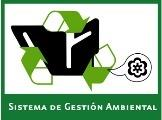 SISTEMA DE GESTIÓN AMBIENTAL